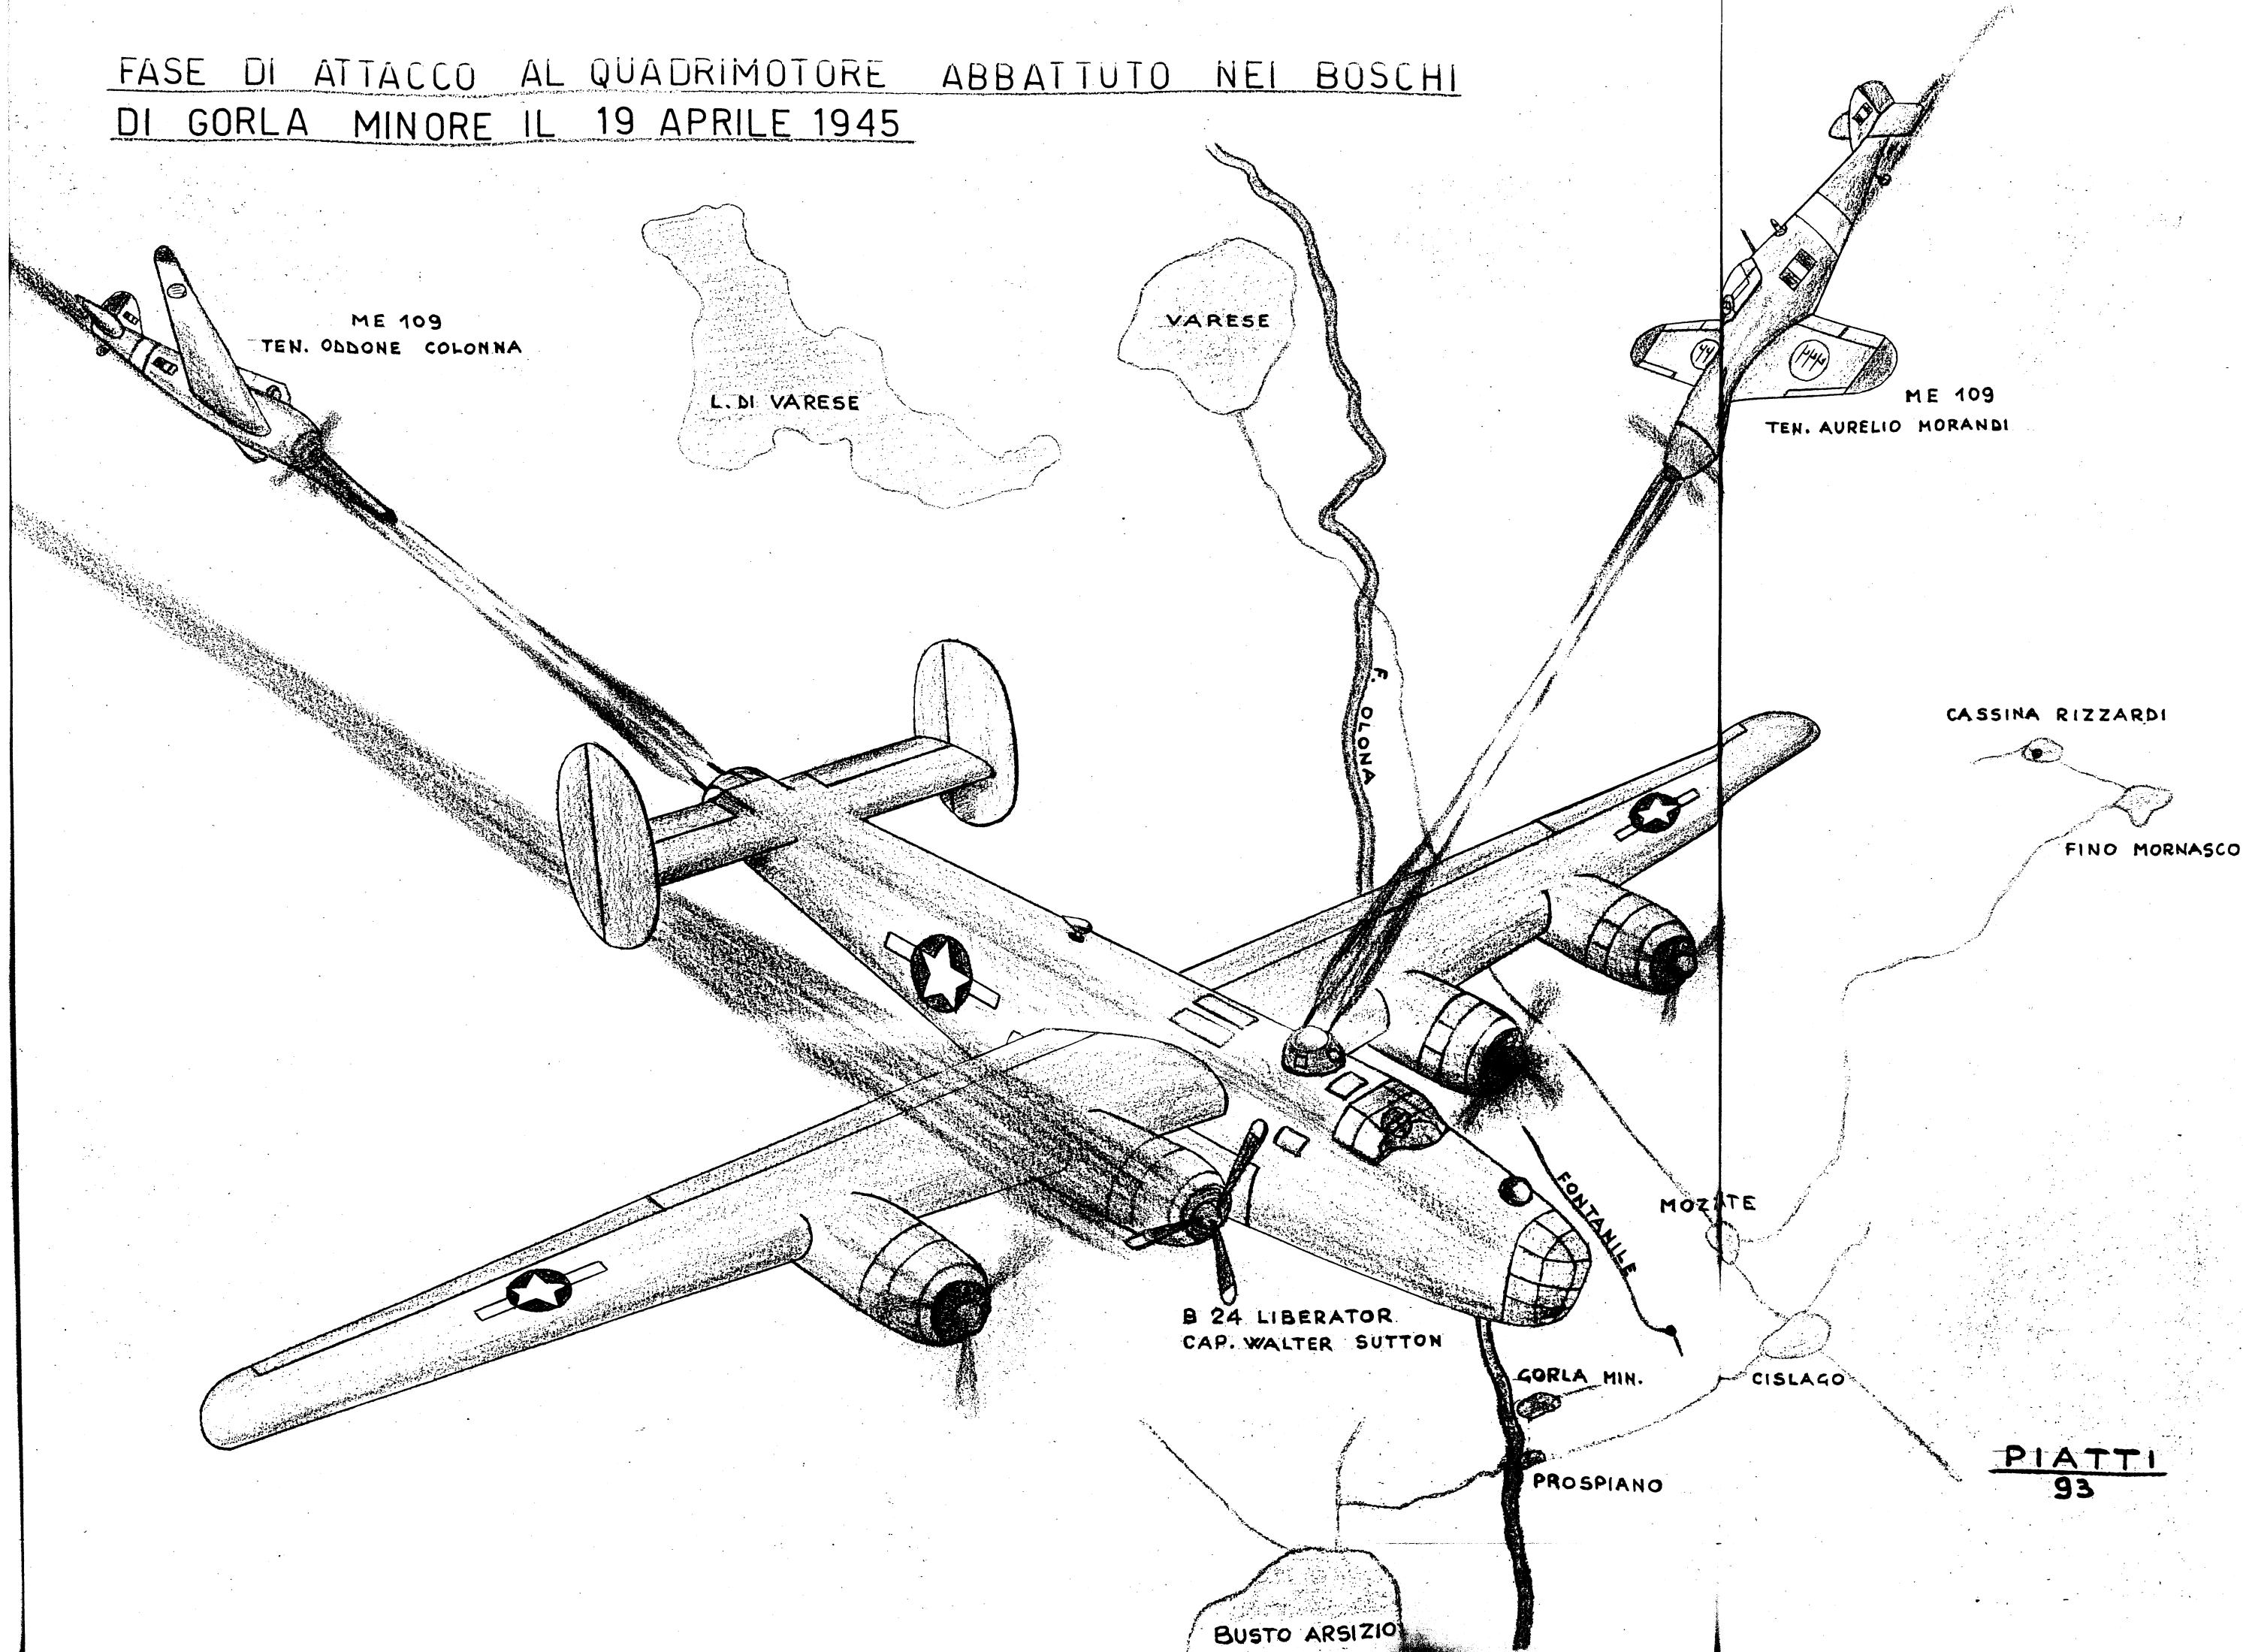 FASE DI ATTACCO AL QUADRIMOTORE ABBATTUTO NEI BOSCHI
DI GORLA MINORE IL 19 APRILE 1945
ME 109
TEN. ODDONE COLONNA
L. DI VARESE
VARESE
ME 109
TEN. AURELIO MORANDI
F. OLONA
CASSINA RIZZARDI
FINO MORNASCO
FONTANILE
MOZATE
B 24 LIBERATOR
CAP. WALTER SUTTON
GORLA MIN.
CISLAGO
PROSPIANO
PIATTI
93
BUSTO ARSIZIO